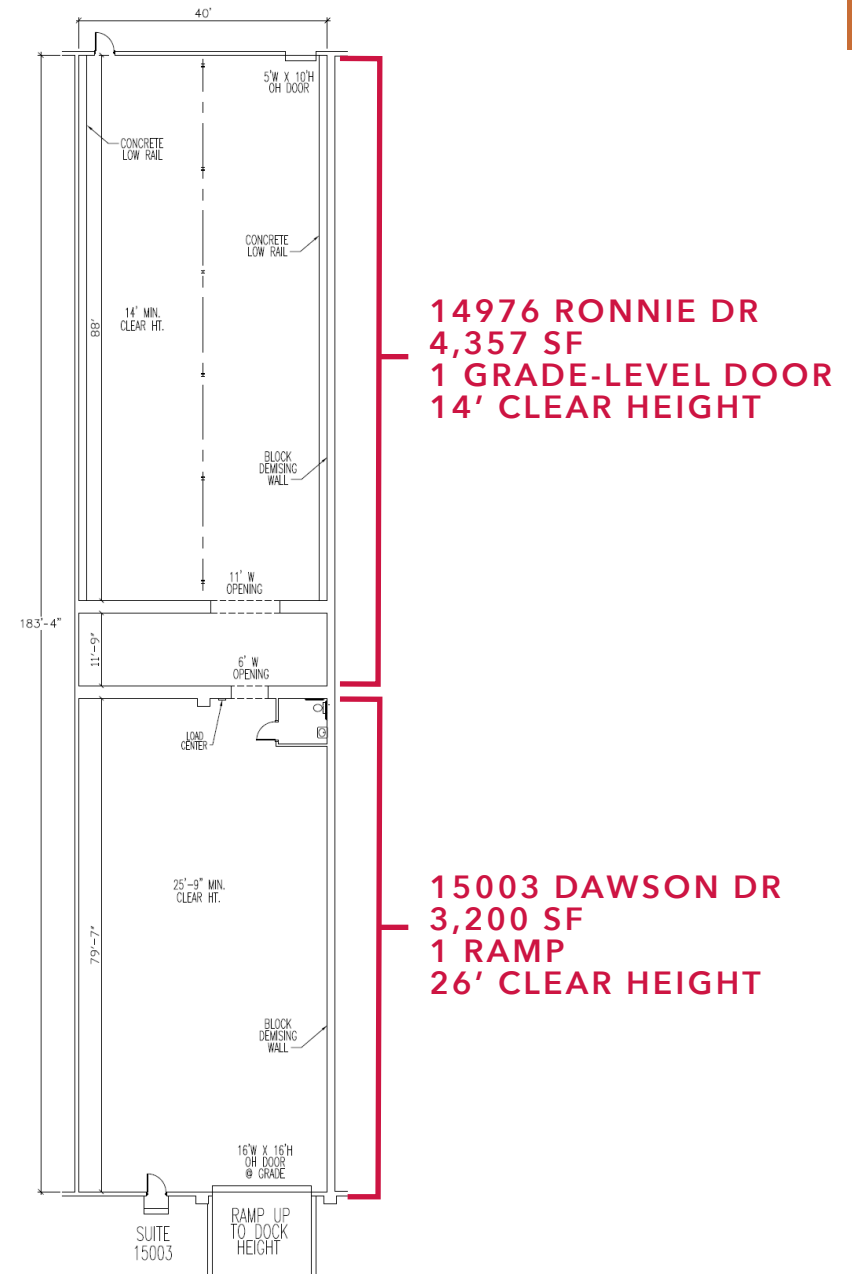 40'
5'W X 10'H
OH DOOR
CONCRETE
LOW RAIL
CONCRETE
LOW RAIL
14' MIN.
CLEAR HT.
88'
14976 RONNIE DR
4,357 SF
1 GRADE-LEVEL DOOR
14' CLEAR HEIGHT
BLOCK
DEMISING
WALL
11' W
OPENING
183'-4"
11'-9"
6' W
OPENING
LOAD
CENTER
25'-9" MIN.
CLEAR HT.
79'-7"
15003 DAWSON DR
3,200 SF
1 RAMP
26' CLEAR HEIGHT
BLOCK
DEMISING
WALL
16'W X 16'H
OH DOOR
@ GRADE
SUITE
15003
RAMP UP
TO DOCK
HEIGHT